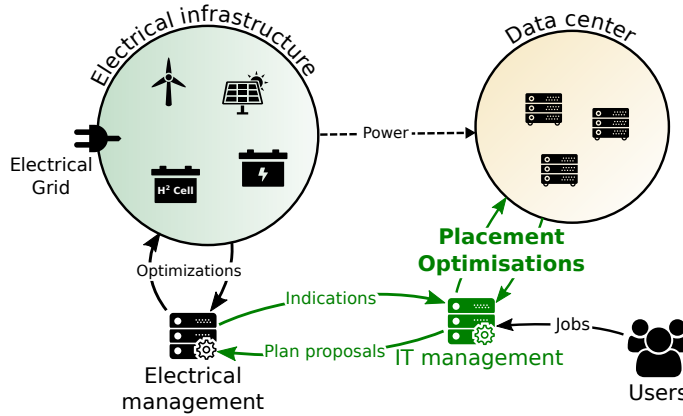 Electrical infrastructure
Data center
Power
Electrical
Grid
H² Cell
Placement
Optimisations
Optimizations
Indications
Jobs
Plan proposals
IT management
Electrical
management
Users